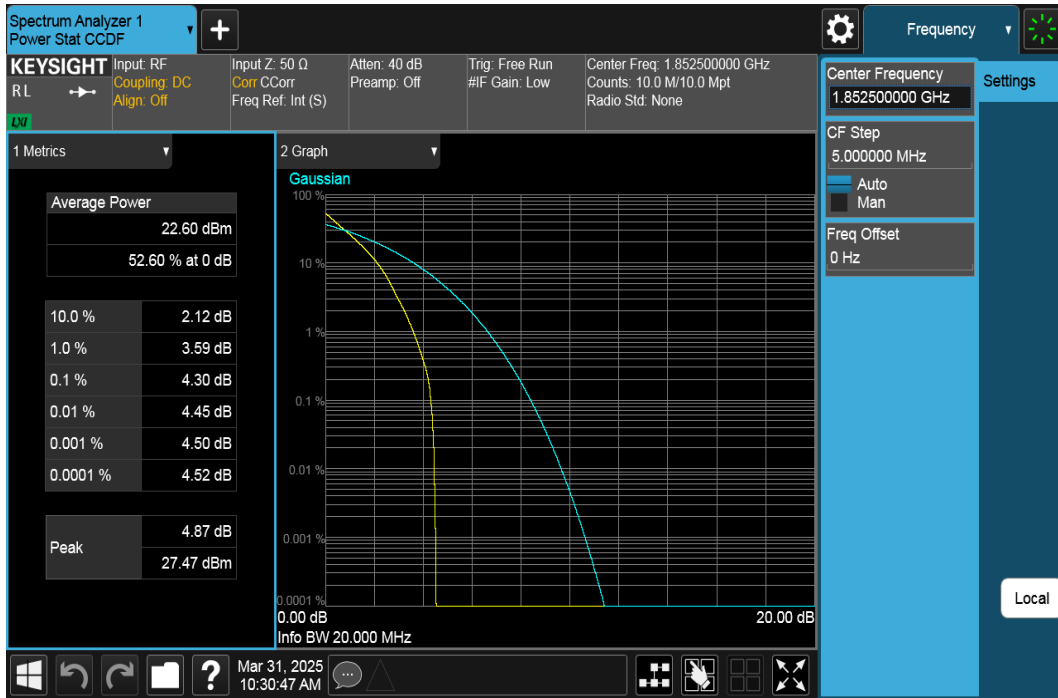 Spectrum Analyzer 1
Power Stat CCDF
Frequency
KEYSIGHT
RL
LXI
Input: RF
Coupling: DC
Align: Off
Input Z: 50 Ω
Corr CCorr
Freq Ref: Int (S)
Atten: 40 dB
Preamp: Off
Trig: Free Run
#IF Gain: Low
Center Freq: 1.852500000 GHz
Counts: 10.0 M/10.0 Mpt
Radio Std: None
Center Frequency
1.852500000 GHz
Settings
CF Step
5.000000 MHz
Auto
Man
Freq Offset
0 Hz
1 Metrics
Average Power
22.60 dBm
52.60 % at 0 dB
10.0 % 2.12 dB
1.0 % 3.59 dB
0.1 % 4.30 dB
0.01 % 4.45 dB
0.001 % 4.50 dB
0.0001 % 4.52 dB
Peak
4.87 dB
27.47 dBm
2 Graph
Gaussian
100 %
10 %
1 %
0.1 %
0.01 %
0.001 %
0.0001 %
0.00 dB 20.00 dB
Info BW 20.000 MHz
Local
?
Mar 31, 2025
10:30:47 AM